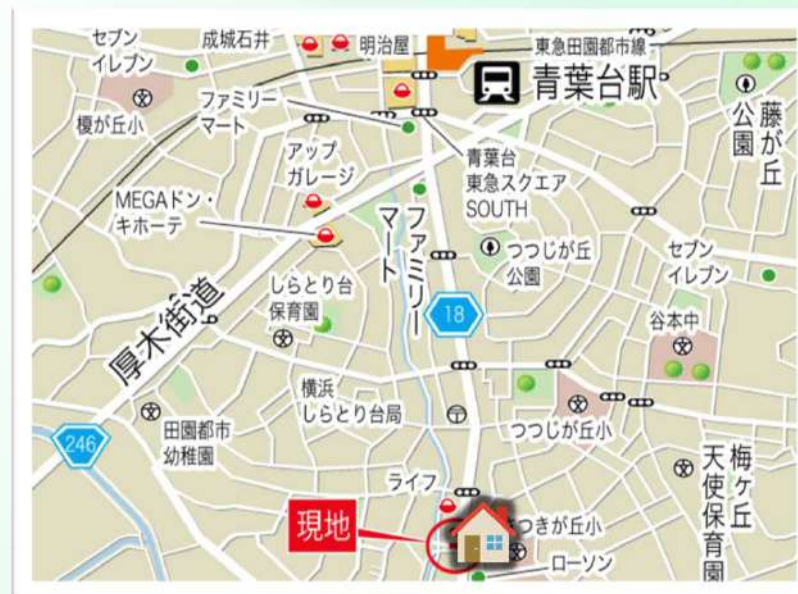 セブン
イレブン
成城石井
明治屋
東急田園都市線
青葉台駅
榎が丘小
ファミリー
マート
藤が丘
公園
アップ
ガレージ
青葉台
東急スクエア
SOUTH
MEGAドン・
キホーテ
ファミリー
マート
つつじが丘
公園
セブン
イレブン
しらとり台
保育園
18
谷本中
厚木街道
横浜
しらとり台局
つつじが丘小
246
田園都市
幼稚園
梅ヶ丘
天使保育園
ライフ
現地
つきが丘小
ローソン